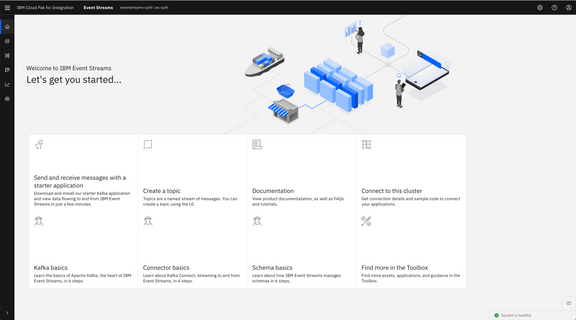 IBM Cloud Pak for Integration
Event Streams
eventstreams-cp4i | es-cp4i
Welcome to IBM Event Streams
Let's get you started...
Send and receive messages with a
starter application
Download and install our starter Kafka application
and view data flowing to and from IBM Event
Streams in just a few minutes
Create a topic
Topics are a named stream of messages. You can
create a topic using the UI.
Documentation
View product documentation, as well as FAQs
and tutorials.
Connect to this cluster
Get connection details and sample code to connect
your applications.
Kafka basics
Learn the basics of Apache Kafka, the heart of IBM
Event Streams, in 6 steps.
Connector basics
Learn about Kafka Connect, streaming to and from
Event Streams, in 4 steps.
Schema basics
Learn about how IBM Event Streams manages
schemas in 6 steps.
Find more in the Toolbox
Find more assets, applications, and guidance in the
Toolbox.
System is healthy